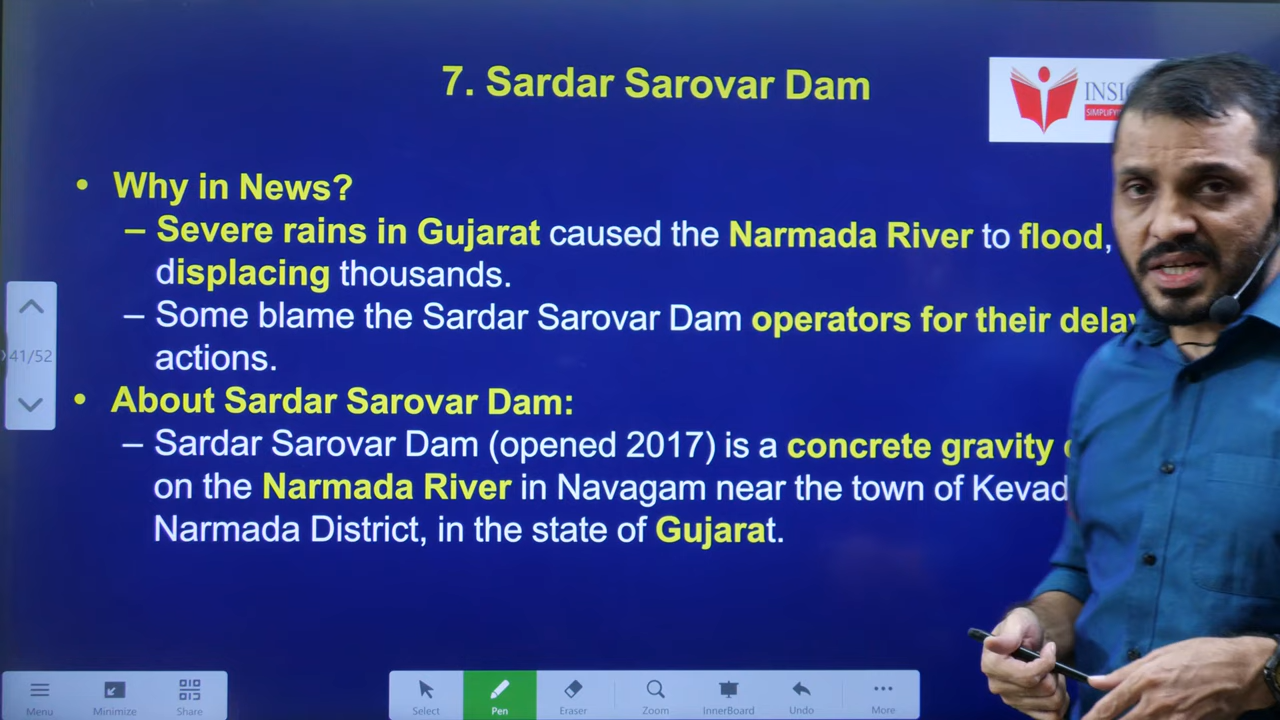 7. Sardar Sarovar Dam
SIMPLIFY
• Why in News?
– Severe rains in Gujarat caused the Narmada River to flood,
displacing thousands.
– Some blame the Sardar Sarovar Dam operators for their
actions.
• About Sardar Sarovar Dam:
– Sardar Sarovar Dam (opened 2017) is a concrete gravity
on the Narmada River in Navagam near the town of
Narmada District, in the state of Gujarat.
41/52
Menu
Minimize
Share
Select
Pen
Eraser
Zoom
InnerBoard
Undo
More